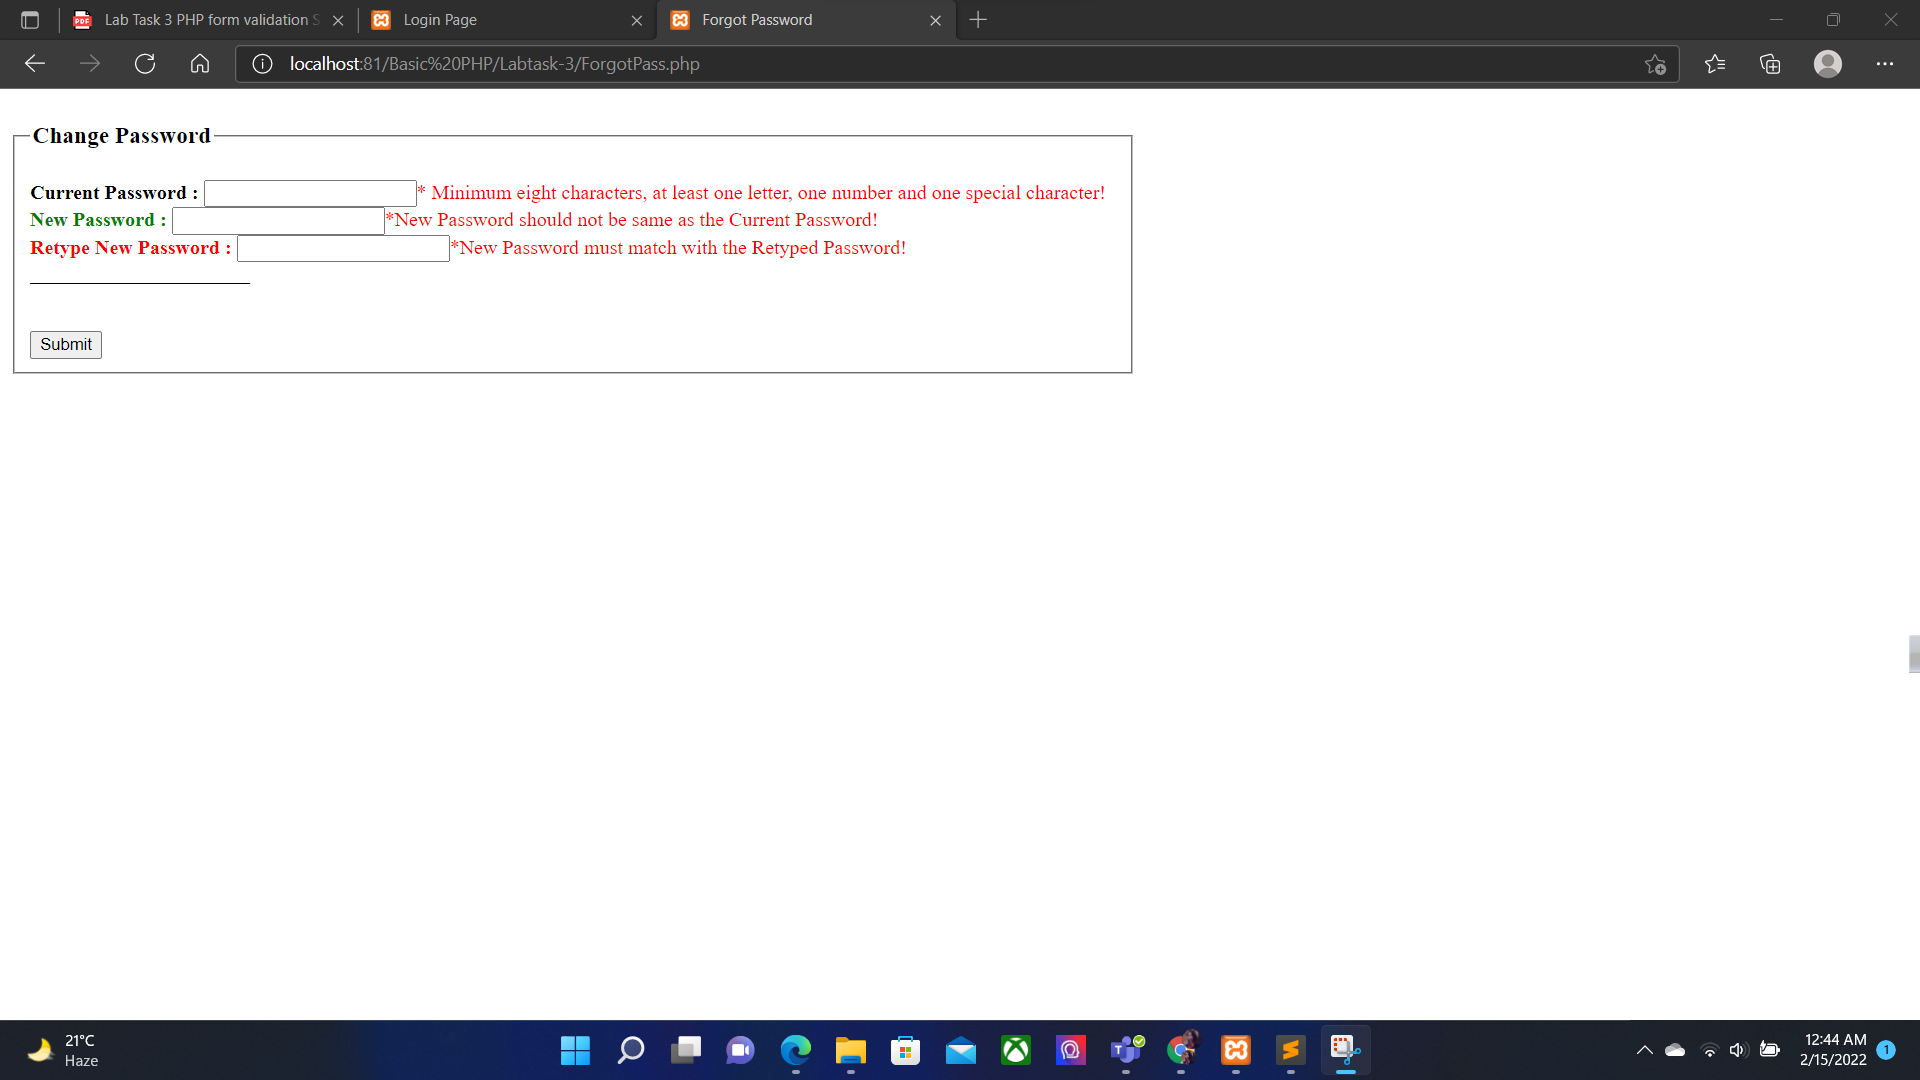 Lab Task 3 PHP form validation S
Login Page
Forgot Password
localhost:81/Basic%20PHP/Labtask-3/ForgotPass.php
Change Password
Current Password : * Minimum eight characters, at least one letter, one number and one special character!
New Password : *New Password should not be same as the Current Password!
Retype New Password : *New Password must match with the Retyped Password!
Submit
21°C
Haze
12:44 AM
2/15/2022
1